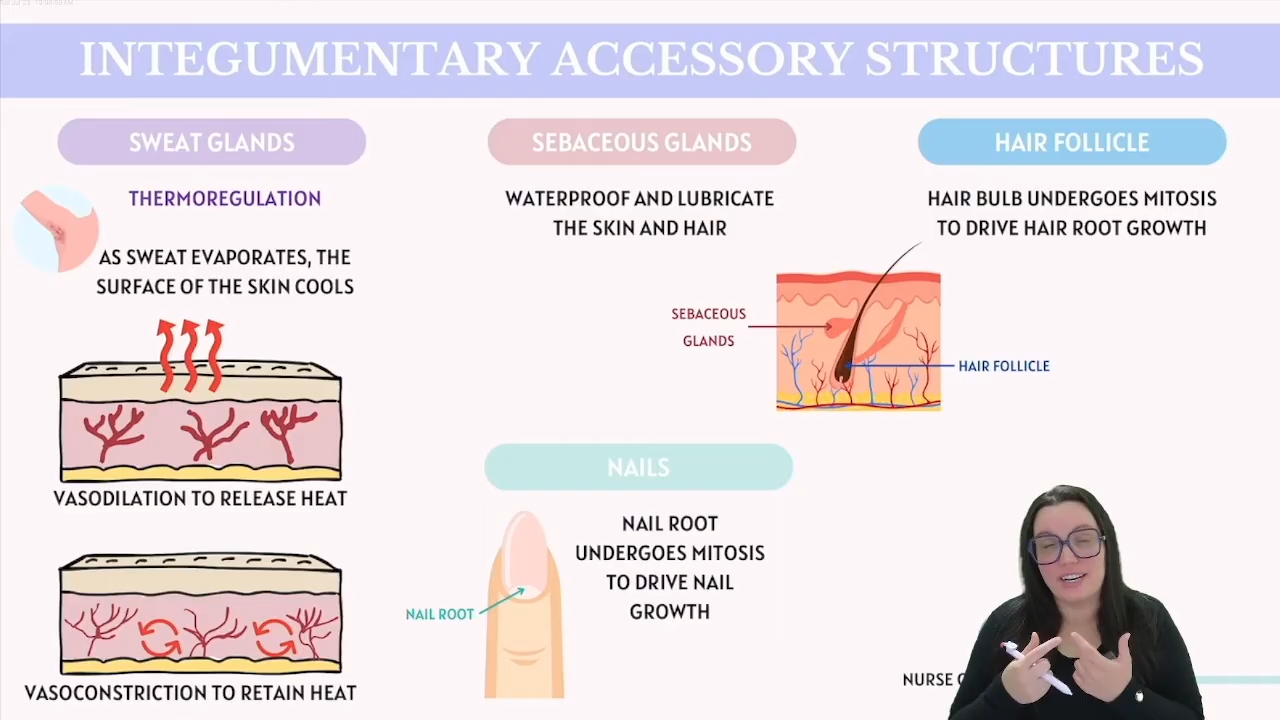 INTEGUMENTARY ACCESSORY STRUCTURES
SWEAT GLANDS
THERMOREGULATION
AS SWEAT EVAPORATES, THE
SURFACE OF THE SKIN COOLS
VASODILATION TO RELEASE HEAT
VASOCONSTRICTION TO RETAIN HEAT
SEBACEOUS GLANDS
WATERPROOF AND LUBRICATE
THE SKIN AND HAIR
SEBACEOUS
GLANDS
HAIR FOLLICLE
HAIR BULB UNDERGOES MITOSIS
TO DRIVE HAIR ROOT GROWTH
HAIR FOLLICLE
NAILS
NAIL ROOT
UNDERGOES MITOSIS
TO DRIVE NAIL
GROWTH
NAIL ROOT
NURSE